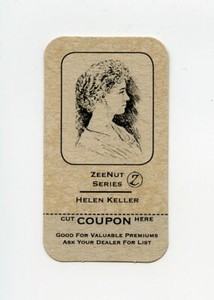 ZEENUT
SERIES Z
HELEN KELLER
CUT COUPON HERE
GOOD FOR VALUABLE PREMIUMS
ASK YOUR DEALER FOR LIST